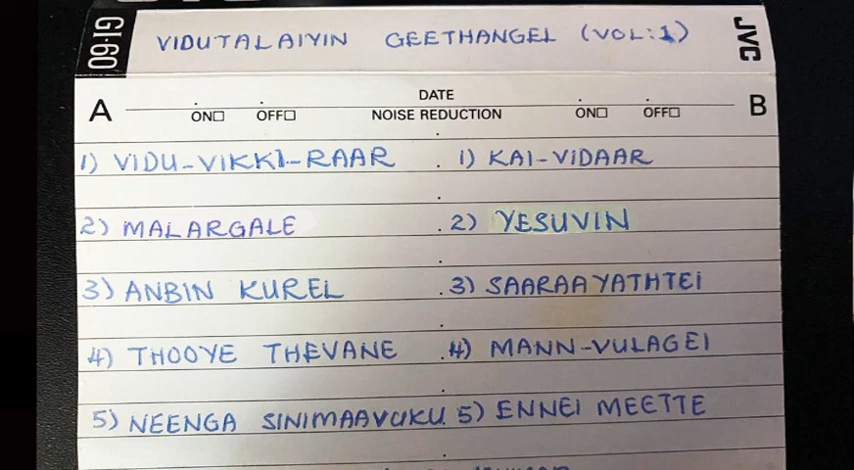 GI-60 VIDUTALAIYIN GEETHANGEL (VOL:1) JVC
DATE
A ON OFF NOISE REDUCTION ON OFF B
1) VIDU-VIKKI-RAAR 1) KAI-VIDAAR
2) MALARGALE 2) YESUVIN
3) ANBIN KUREL 3) SAARAAYATHTEI
4) THOOYE THEVANE 4) MANN-VULAGEI
5) NEENGA SINIMAAVUKU 5) ENNEI MEETTE